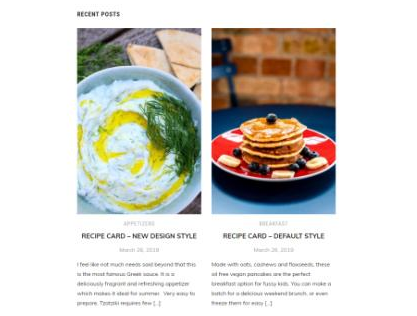 RECENT POSTS
APPETIZERS
RECIPE CARD – NEW DESIGN STYLE
March 28, 2019
I feel like not much needs said beyond that this
is the most famous Greek sauce. It is a
deliciously fragrant and refreshing appetizer
which makes it ideal for summer. Very easy to
prepare, Tzatziki requires few [...]
BREAKFAST
RECIPE CARD – DEFAULT STYLE
March 28, 2019
Made with oats, cashews and flaxseeds, these
oil free vegan pancakes are the perfect
breakfast option for fussy kids. You can make a
batch for a delicious weekend brunch, or even
freeze them for easy [...]